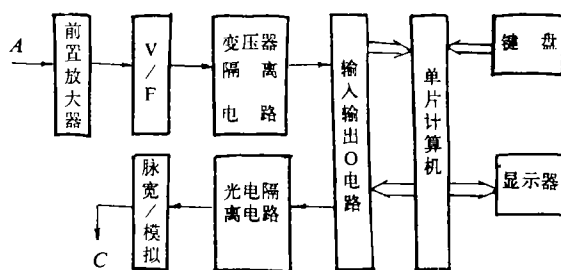 A
前置放大器
V/F
变压器
隔离
电路
输入输出O电路
单片计算机
键盘
脉宽/模拟
光电隔
离电路
显示器
C